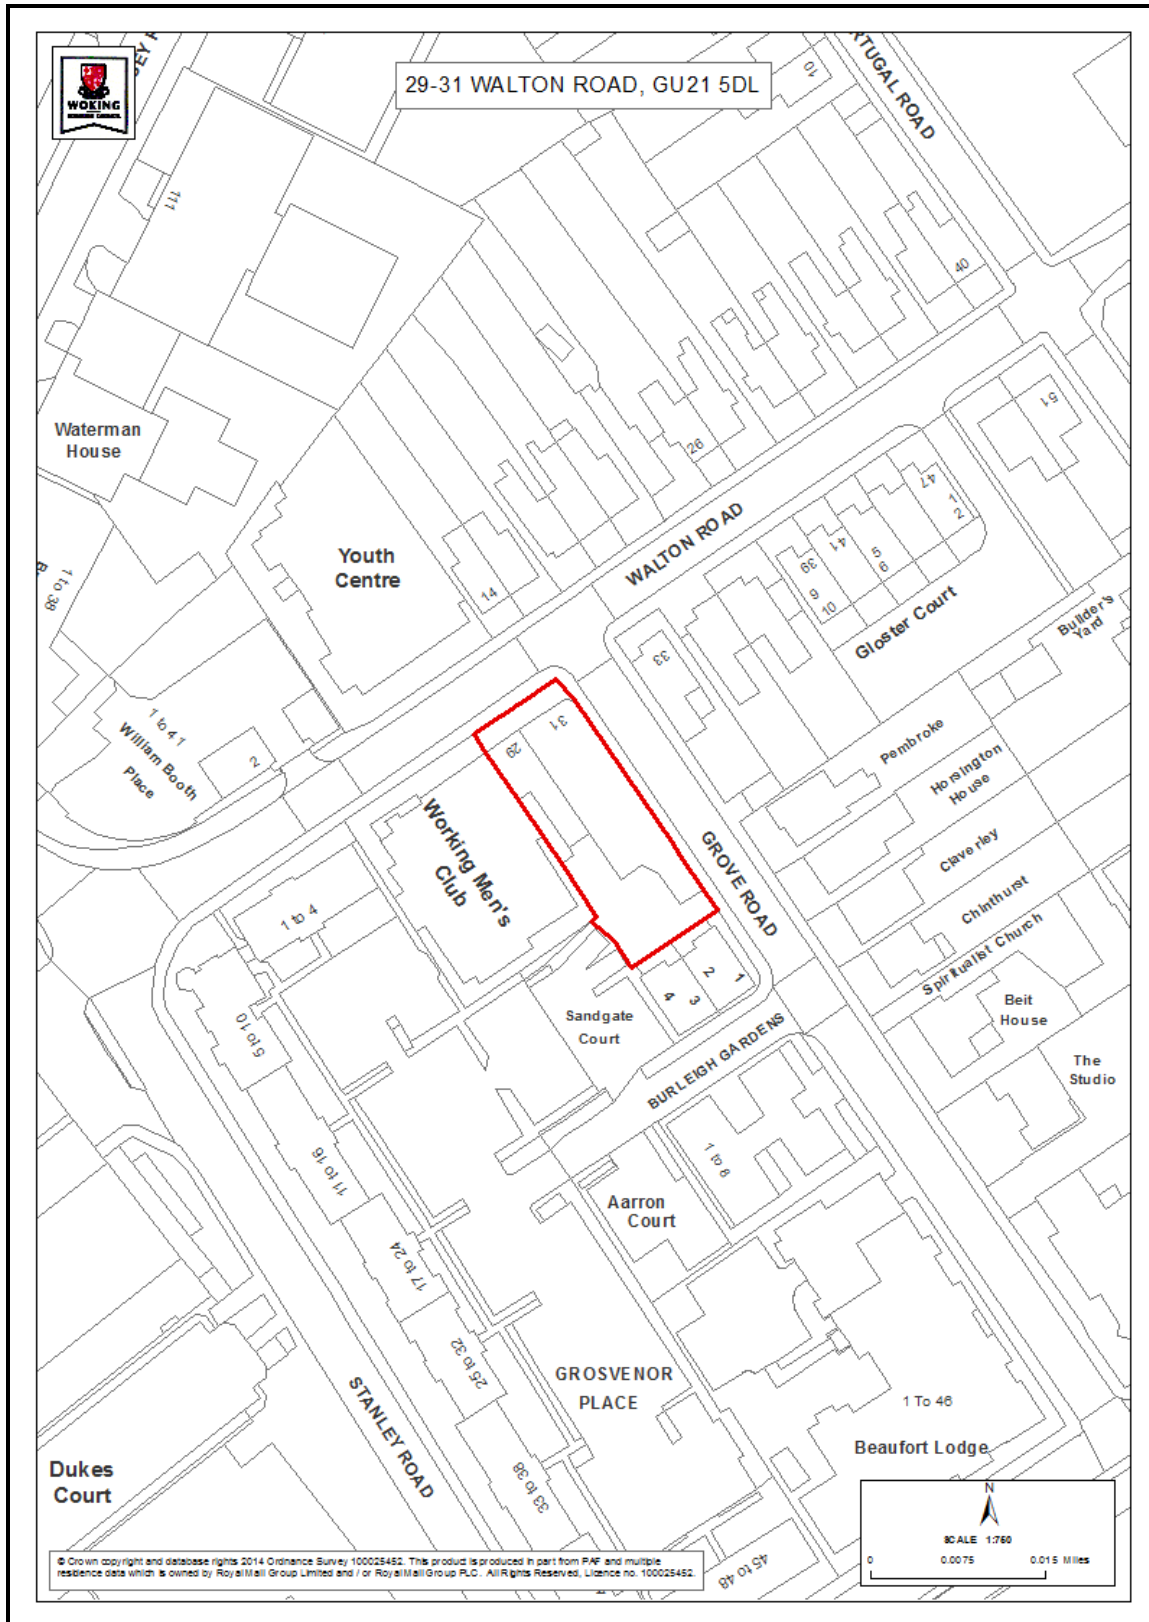 WOKING
BOROUGH COUNCIL
29-31 WALTON ROAD, GU21 5DL
10
111
40
Waterman
House
51
26
47
1
2
WALTON ROAD
Youth
Centre
41
39
5
6
9
10
1 to 38
14
Gloster Court
Builder's
Yard
33
31
29
1 to 41
William Booth
Place
2
Pembroke
Horsington
House
Working Men's
Club
GROVE ROAD
Claverley
Chinthurst
Spiritualist Church
1 to 4
1
2
3
4
Sandgate
Court
Beit
House
5 to 10
BURLEIGH GARDENS
The
Studio
11 to 16
1 to 8
Aarron
Court
17 to 24
25 to 32
GROSVENOR
PLACE
STANLEY ROAD
1 To 46
Beaufort Lodge
Dukes
Court
33 to 38
45 to 48
N
SCALE 1:750
0 0.0075 0.015 Miles
© Crown copyright and database rights 2014 Ordnance Survey 100025452. This product is produced in part from PAF and multiple
residence data which is owned by Royal Mail Group Limited and / or Royal Mail Group PLC. All Rights Reserved, Licence no. 100025452.